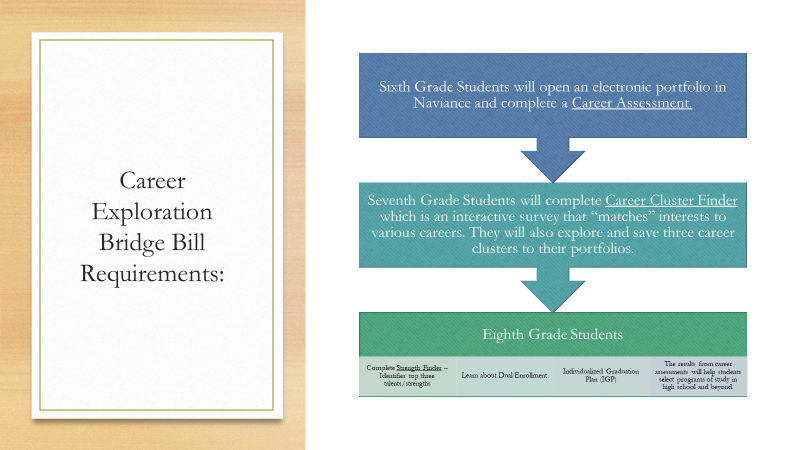 Career
Exploration
Bridge Bill
Requirements:
Sixth Grade Students will open an electronic portfolio in
Naviance and complete a Career Assessment.
Seventh Grade Students will complete Career Cluster Finder
which is an interactive survey that “matches” interests to
various careers. They will also explore and save three career
clusters to their portfolios.
Eighth Grade Students
Complete Strength Finder –
Identifies top three
talents/strengths
Learn about Dual Enrollment
Individualized Graduation
Plan (IGP)
The results from career
assessments will help students
select programs of study in
high school and beyond.